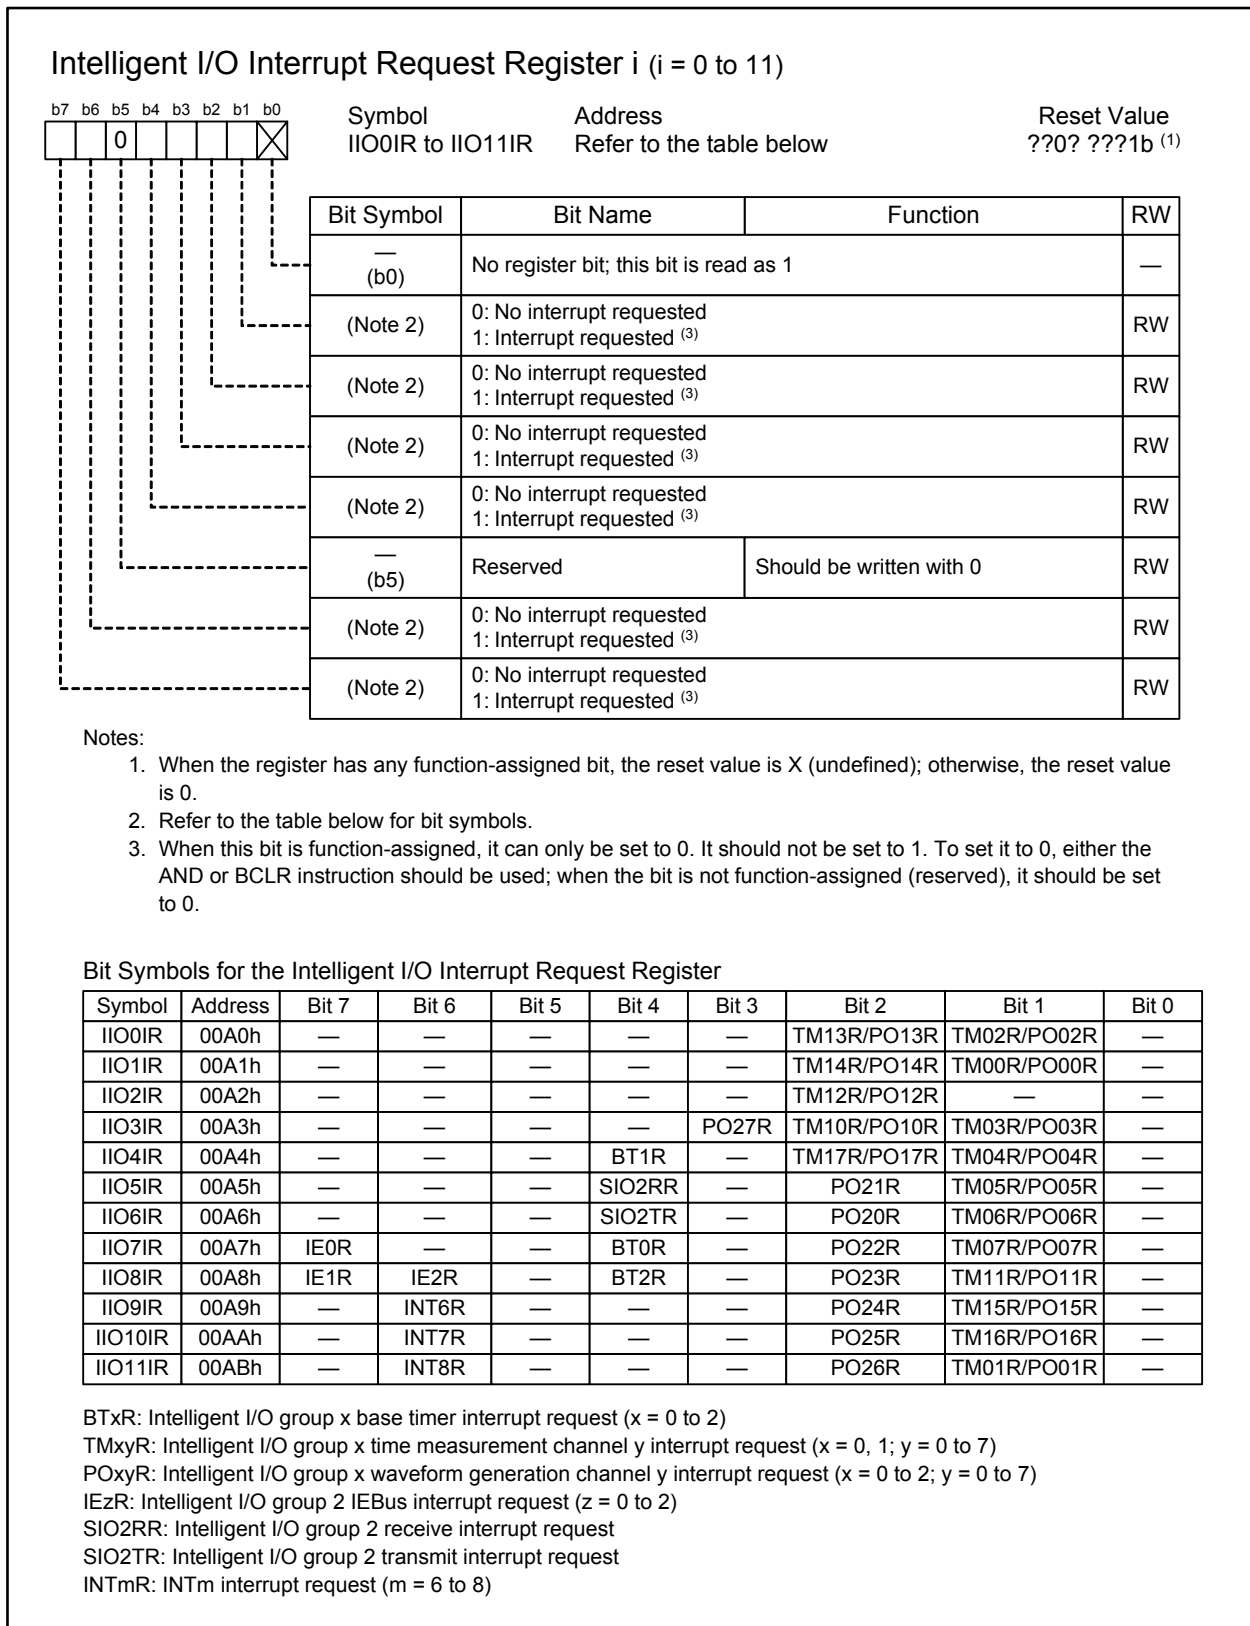 Intelligent I/O Interrupt Request Register i (i = 0 to 11)
b7 b6 b5 b4 b3 b2 b1 b0
0
Symbol Address Reset Value
IIO0IR to IIO11IR Refer to the table below ??0? ???1b (1)
Bit Symbol Bit Name Function RW
— (b0) No register bit; this bit is read as 1 —
(Note 2) 0: No interrupt requested
1: Interrupt requested (3) RW
(Note 2) 0: No interrupt requested
1: Interrupt requested (3) RW
(Note 2) 0: No interrupt requested
1: Interrupt requested (3) RW
(Note 2) 0: No interrupt requested
1: Interrupt requested (3) RW
— (b5) Reserved Should be written with 0 RW
(Note 2) 0: No interrupt requested
1: Interrupt requested (3) RW
(Note 2) 0: No interrupt requested
1: Interrupt requested (3) RW
Notes:
1. When the register has any function-assigned bit, the reset value is X (undefined); otherwise, the reset value
is 0.
2. Refer to the table below for bit symbols.
3. When this bit is function-assigned, it can only be set to 0. It should not be set to 1. To set it to 0, either the
AND or BCLR instruction should be used; when the bit is not function-assigned (reserved), it should be set
to 0.
Bit Symbols for the Intelligent I/O Interrupt Request Register
Symbol Address Bit 7 Bit 6 Bit 5 Bit 4 Bit 3 Bit 2 Bit 1 Bit 0
IIO0IR 00A0h — — — — — TM13R/PO13R TM02R/PO02R —
IIO1IR 00A1h — — — — — TM14R/PO14R TM00R/PO00R —
IIO2IR 00A2h — — — — — TM12R/PO12R — —
IIO3IR 00A3h — — — — PO27R TM10R/PO10R TM03R/PO03R —
IIO4IR 00A4h — — — BT1R — TM17R/PO17R TM04R/PO04R —
IIO5IR 00A5h — — — SIO2RR — PO21R TM05R/PO05R —
IIO6IR 00A6h — — — SIO2TR — PO20R TM06R/PO06R —
IIO7IR 00A7h IE0R — — BT0R — PO22R TM07R/PO07R —
IIO8IR 00A8h IE1R IE2R — BT2R — PO23R TM11R/PO11R —
IIO9IR 00A9h — INT6R — — — PO24R TM15R/PO15R —
IIO10IR 00AAh — INT7R — — — PO25R TM16R/PO16R —
IIO11IR 00ABh — INT8R — — — PO26R TM01R/PO01R —
BTxR: Intelligent I/O group x base timer interrupt request (x = 0 to 2)
TMxyR: Intelligent I/O group x time measurement channel y interrupt request (x = 0, 1; y = 0 to 7)
POxyR: Intelligent I/O group x waveform generation channel y interrupt request (x = 0 to 2; y = 0 to 7)
IEzR: Intelligent I/O group 2 IEBus interrupt request (z = 0 to 2)
SIO2RR: Intelligent I/O group 2 receive interrupt request
SIO2TR: Intelligent I/O group 2 transmit interrupt request
INTmR: INTm interrupt request (m = 6 to 8)